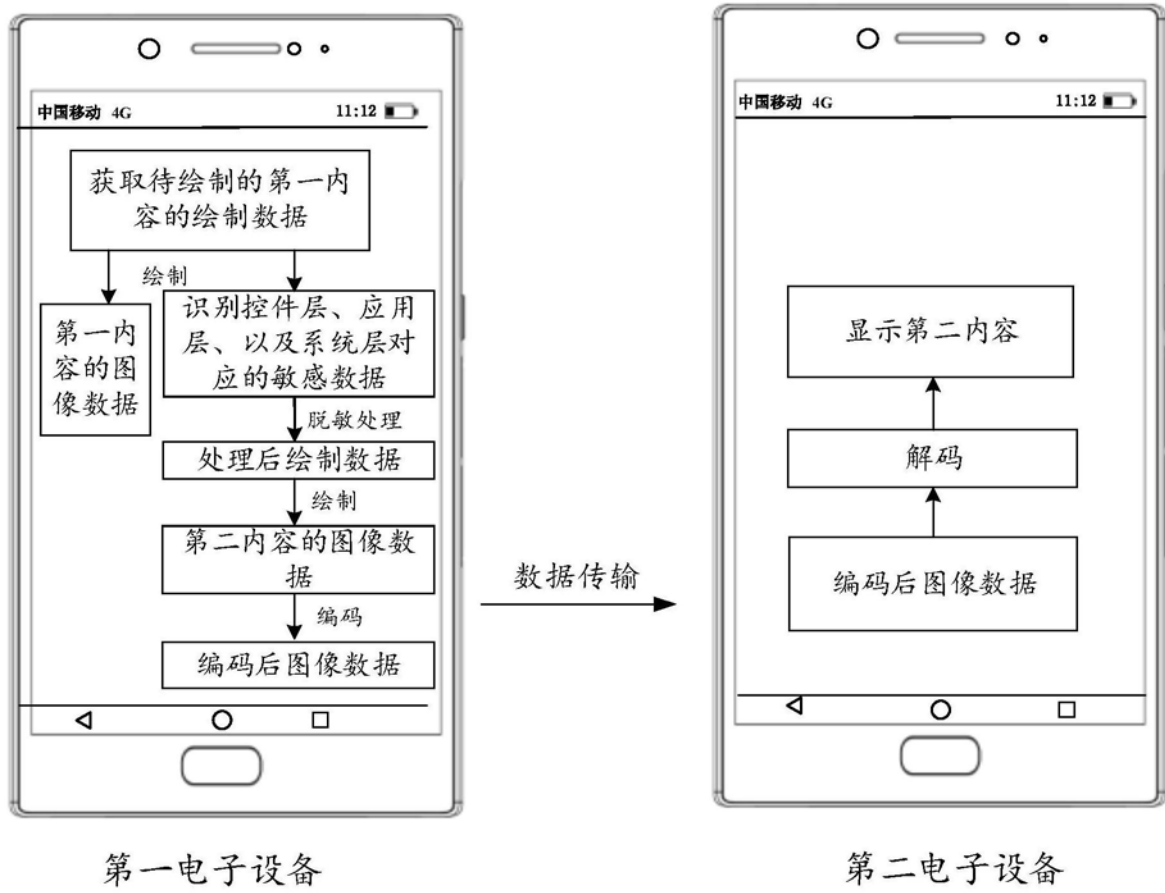 中国移动 4G 11:12
获取待绘制的第一内
容的绘制数据
绘制
第一内
容的图
像数据
识别控件层、应用
层、以及系统层对
应的敏感数据
脱敏处理
处理后绘制数据
绘制
第二内容的图像数
据
编码
编码后图像数据
第一电子设备
数据传输
中国移动 4G 11:12
显示第二内容
解码
编码后图像数据
第二电子设备